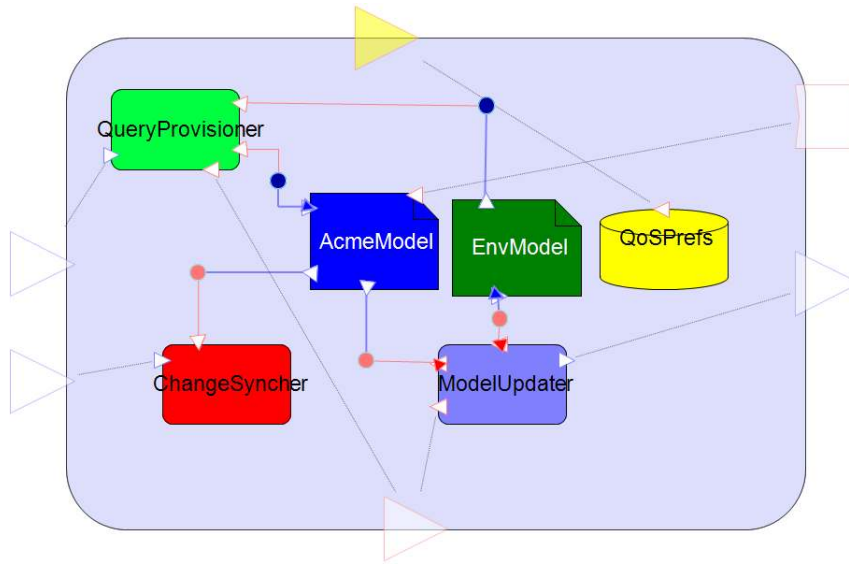 QueryProvisioner
AcmeModel
EnvModel
QoSPrefs
ChangeSyncher
ModelUpdater